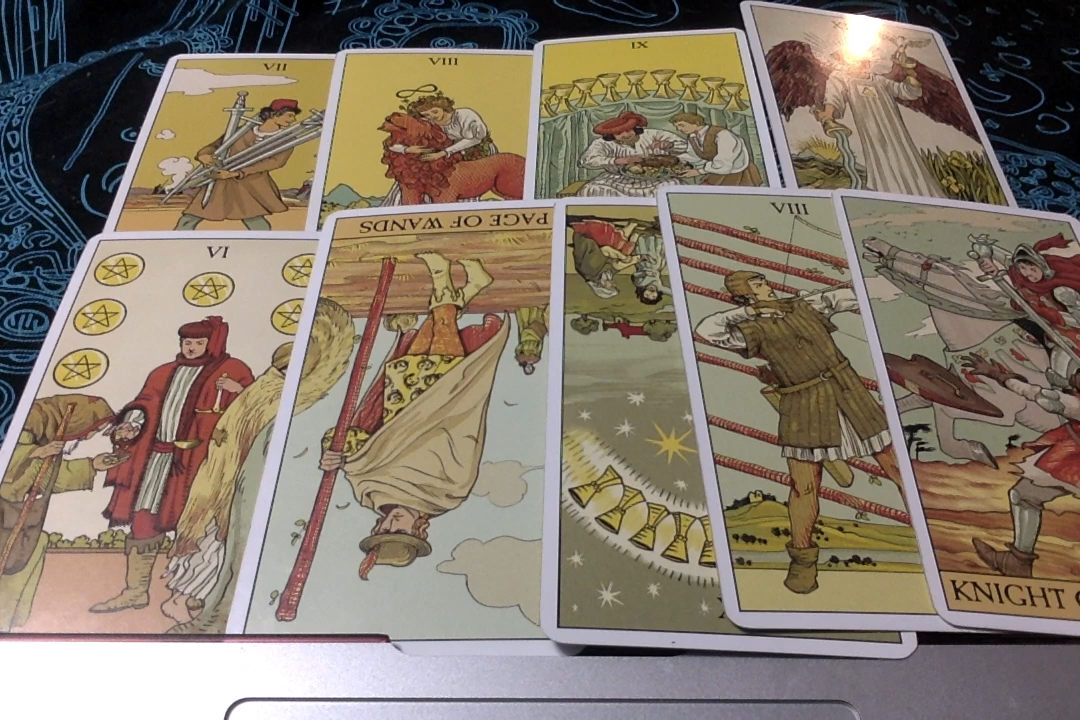 VII
VIII
IX
VI
PAGE OF WANDS
VIII
KNIGHT